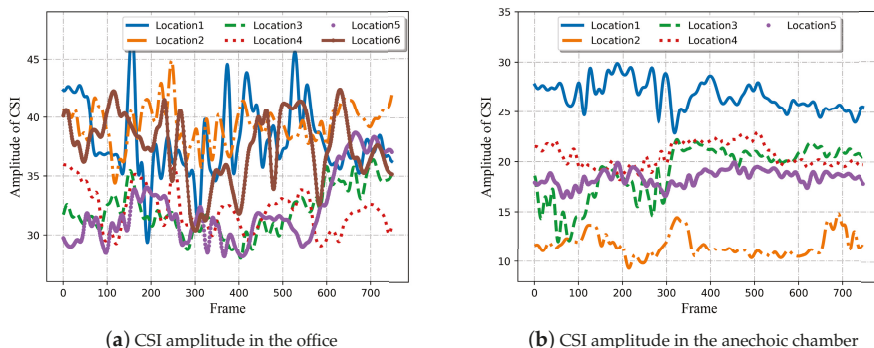 Location1 Location3 Location5
Location2 Location4 Location6
45
40
35
30
Amplitude of CSI
0 100 200 300 400 500 600 700
Frame
(a) CSI amplitude in the office
Location1 Location3 Location5
Location2 Location4
35
30
25
20
15
10
Amplitude of CSI
0 100 200 300 400 500 600 700
Frame
(b) CSI amplitude in the anechoic chamber